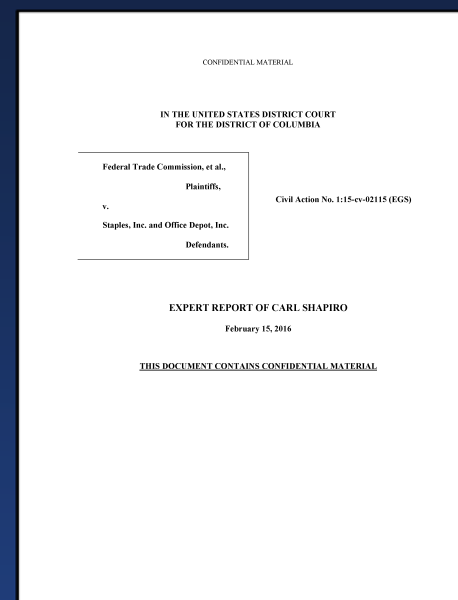 CONFIDENTIAL MATERIAL
IN THE UNITED STATES DISTRICT COURT
FOR THE DISTRICT OF COLUMBIA
Federal Trade Commission, et al.,
Plaintiffs,
v.
Staples, Inc. and Office Depot, Inc.
Defendants.
Civil Action No. 1:15-cv-02115 (EGS)
EXPERT REPORT OF CARL SHAPIRO
February 15, 2016
THIS DOCUMENT CONTAINS CONFIDENTIAL MATERIAL